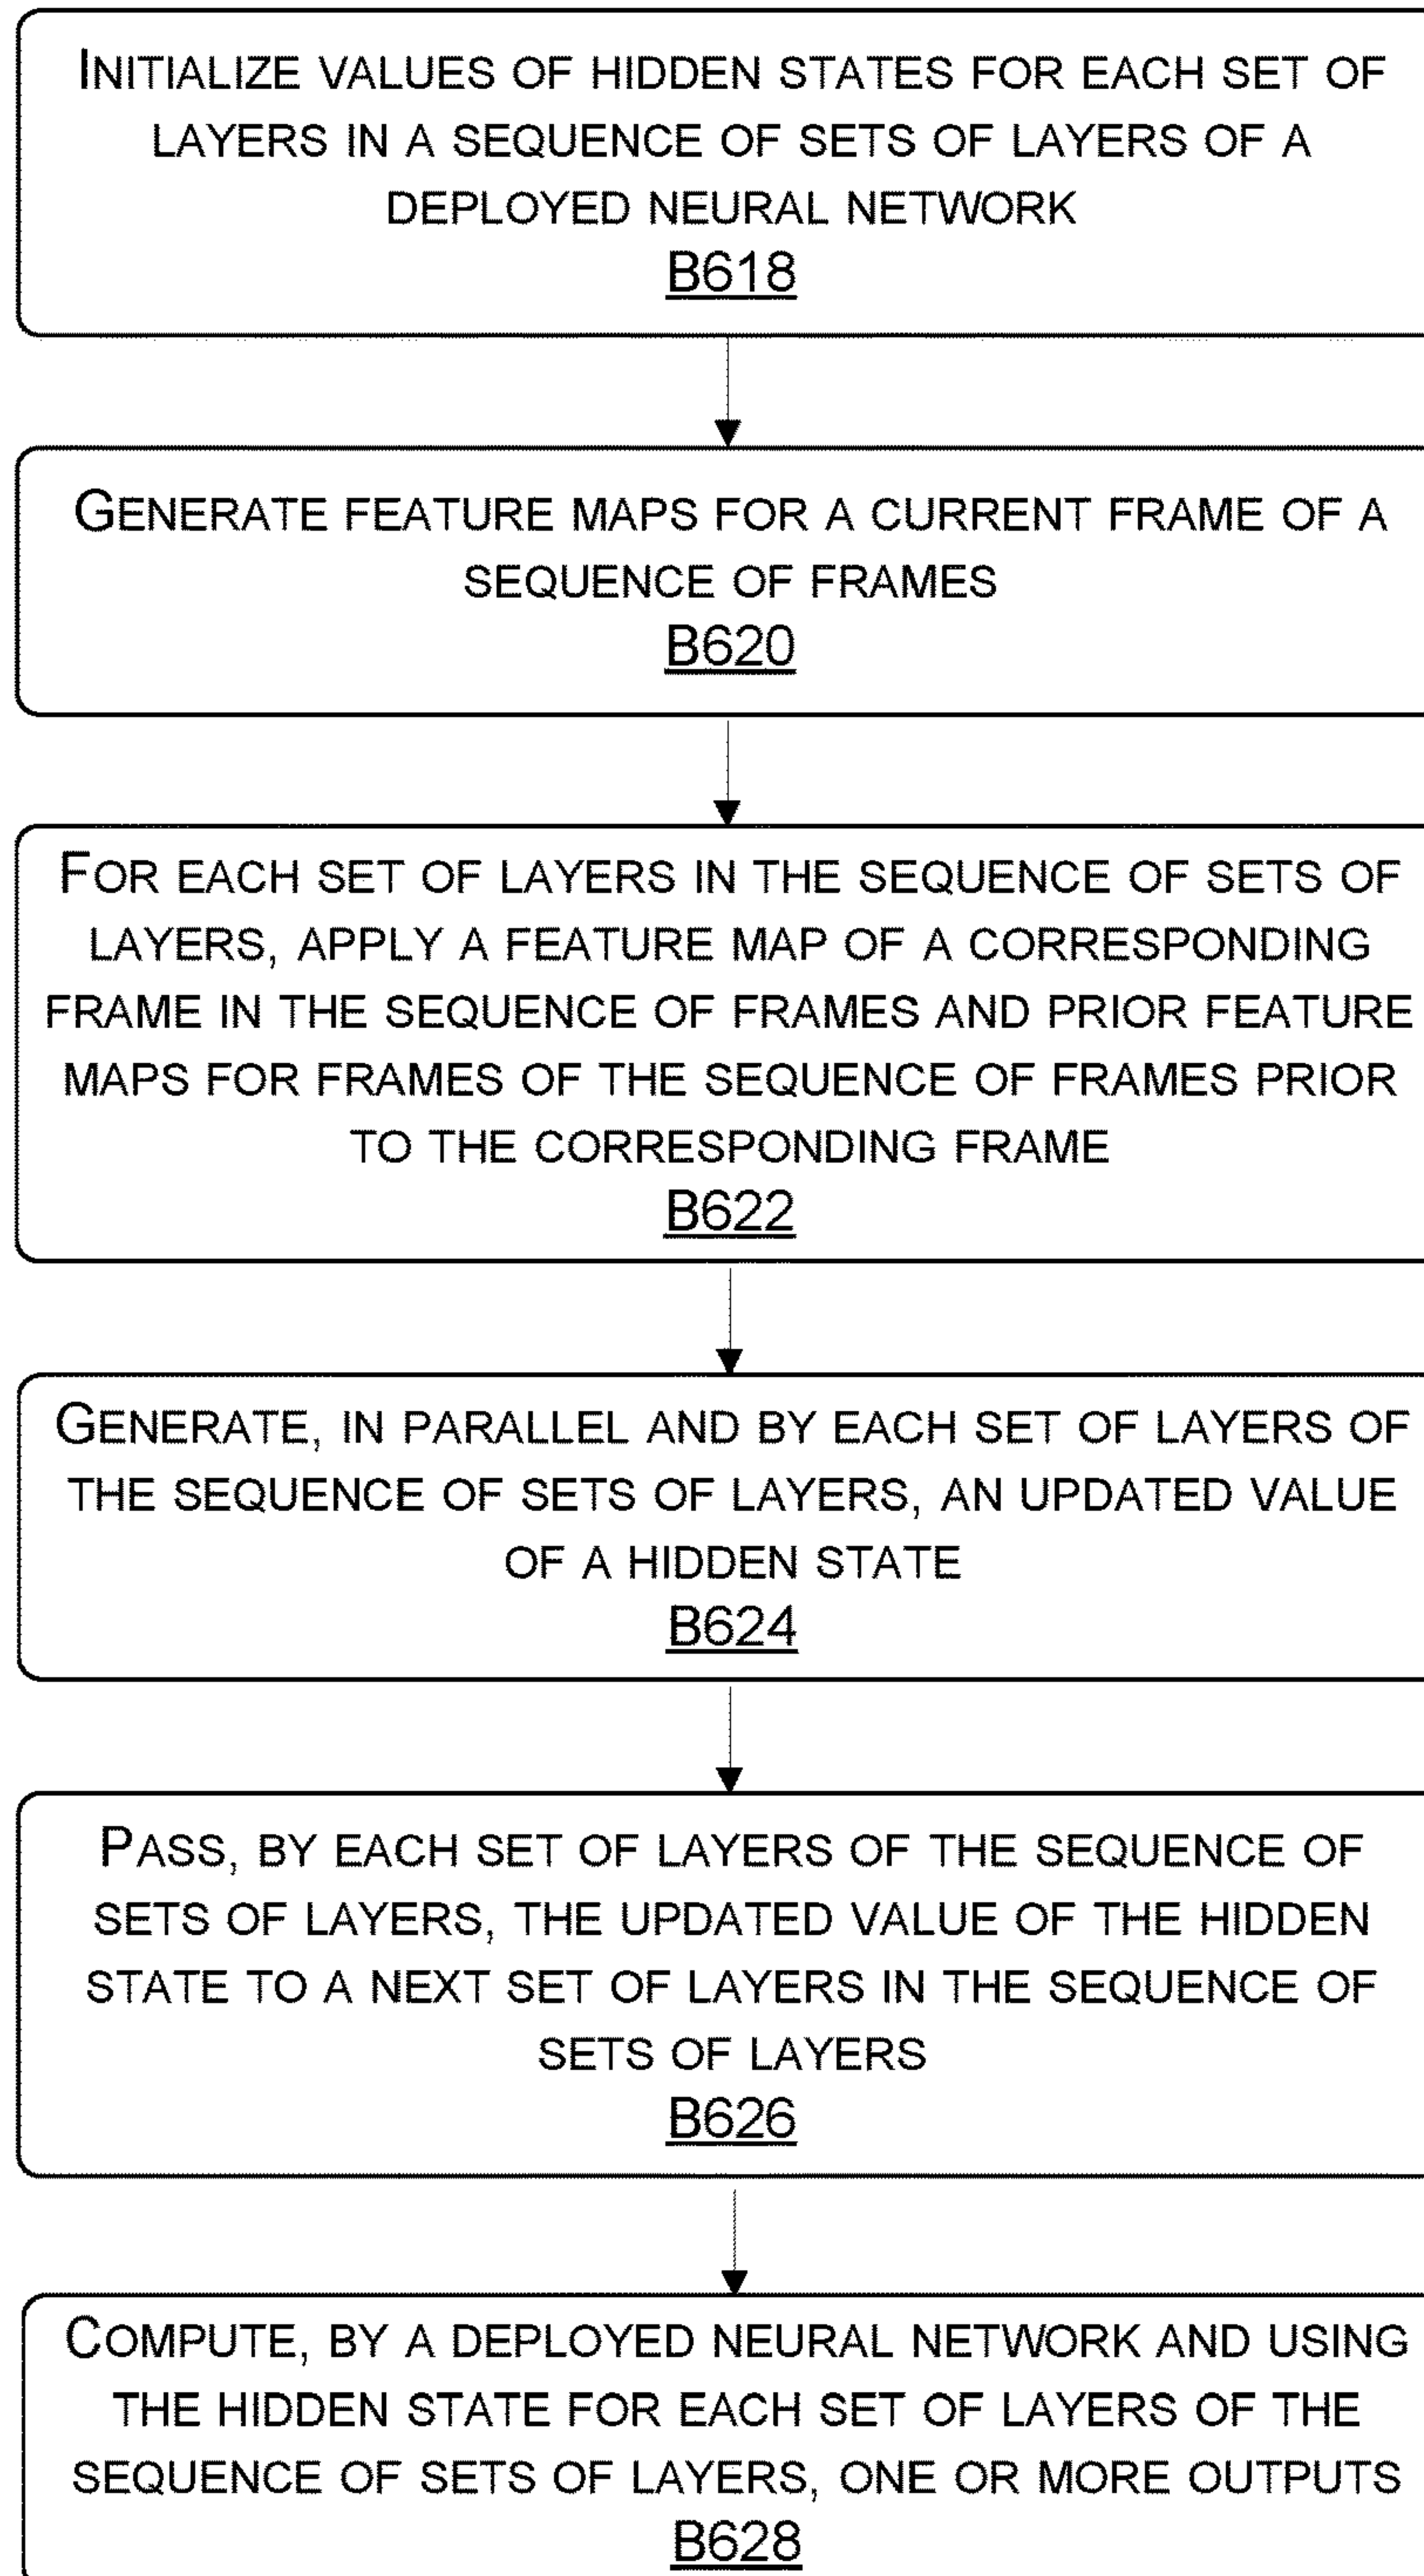 INITIALIZE VALUES OF HIDDEN STATES FOR EACH SET OF
LAYERS IN A SEQUENCE OF SETS OF LAYERS OF A
DEPLOYED NEURAL NETWORK
B618
GENERATE FEATURE MAPS FOR A CURRENT FRAME OF A
SEQUENCE OF FRAMES
B620
FOR EACH SET OF LAYERS IN THE SEQUENCE OF SETS OF
LAYERS, APPLY A FEATURE MAP OF A CORRESPONDING
FRAME IN THE SEQUENCE OF FRAMES AND PRIOR FEATURE
MAPS FOR FRAMES OF THE SEQUENCE OF FRAMES PRIOR
TO THE CORRESPONDING FRAME
B622
GENERATE, IN PARALLEL AND BY EACH SET OF LAYERS OF
THE SEQUENCE OF SETS OF LAYERS, AN UPDATED VALUE
OF A HIDDEN STATE
B624
PASS, BY EACH SET OF LAYERS OF THE SEQUENCE OF
SETS OF LAYERS, THE UPDATED VALUE OF THE HIDDEN
STATE TO A NEXT SET OF LAYERS IN THE SEQUENCE OF
SETS OF LAYERS
B626
COMPUTE, BY A DEPLOYED NEURAL NETWORK AND USING
THE HIDDEN STATE FOR EACH SET OF LAYERS OF THE
SEQUENCE OF SETS OF LAYERS, ONE OR MORE OUTPUTS
B628